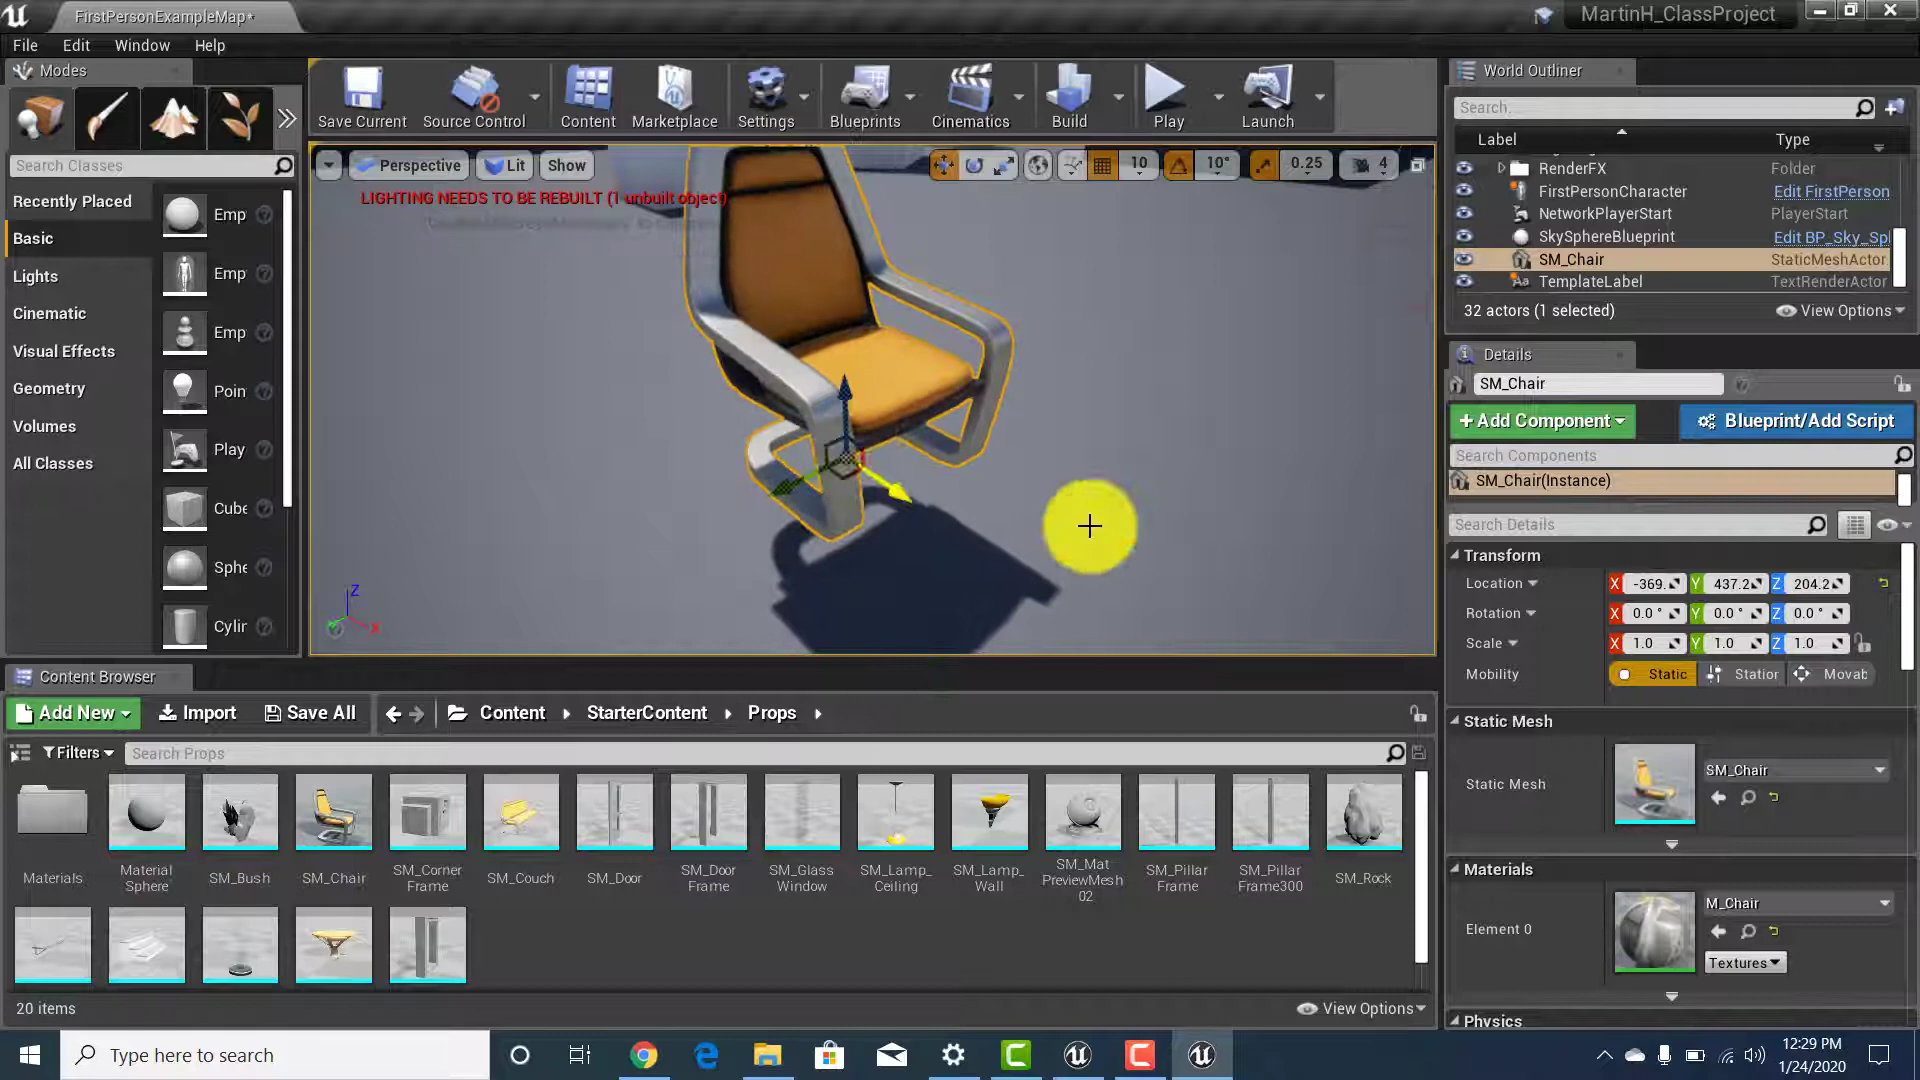 FirstPersonExampleMap*
MartinH_ClassProject
File Edit Window Help
Modes
Save Current
Source Control
Content
Marketplace
Settings
Blueprints
Cinematics
Build
Play
Launch
World Outliner
Search...
Label Type
RenderFX Folder
FirstPersonCharacter Edit FirstPerson
NetworkPlayerStart PlayerStart
SkySphereBlueprint Edit BP_Sky_Spl
SM_Chair StaticMeshActor
TemplateLabel TextRenderActor
32 actors (1 selected) View Options
Search Classes
Recently Placed
Basic
Lights
Cinematic
Visual Effects
Geometry
Volumes
All Classes
Emp
Emp
Emp
Poin
Play
Cube
Sphe
Cylin
Perspective Lit Show
10 10° 0.25 4
LIGHTING NEEDS TO BE REBUILT (1 unbuilt object)
Z
X
Details
SM_Chair
+Add Component
Blueprint/Add Script
Search Components
SM_Chair(Instance)
Search Details
Transform
Location X -369. Y 437.2 Z 204.2
Rotation X 0.0 ° Y 0.0 ° Z 0.0 °
Scale X 1.0 Y 1.0 Z 1.0
Mobility Static Station Movab
Static Mesh
Static Mesh SM_Chair
Materials
Element 0 M_Chair
Textures
Physics
Content Browser
Add New Import Save All Content StarterContent Props
Filters Search Props
Materials
Material Sphere
SM_Bush
SM_Chair
SM_Corner Frame
SM_Couch
SM_Door
SM_Door Frame
SM_Glass Window
SM_Lamp_ Ceiling
SM_Lamp_ Wall
SM_Mat PreviewMesh 02
SM_Pillar Frame
SM_Pillar Frame300
SM_Rock
20 items View Options
Type here to search
12:29 PM
1/24/2020